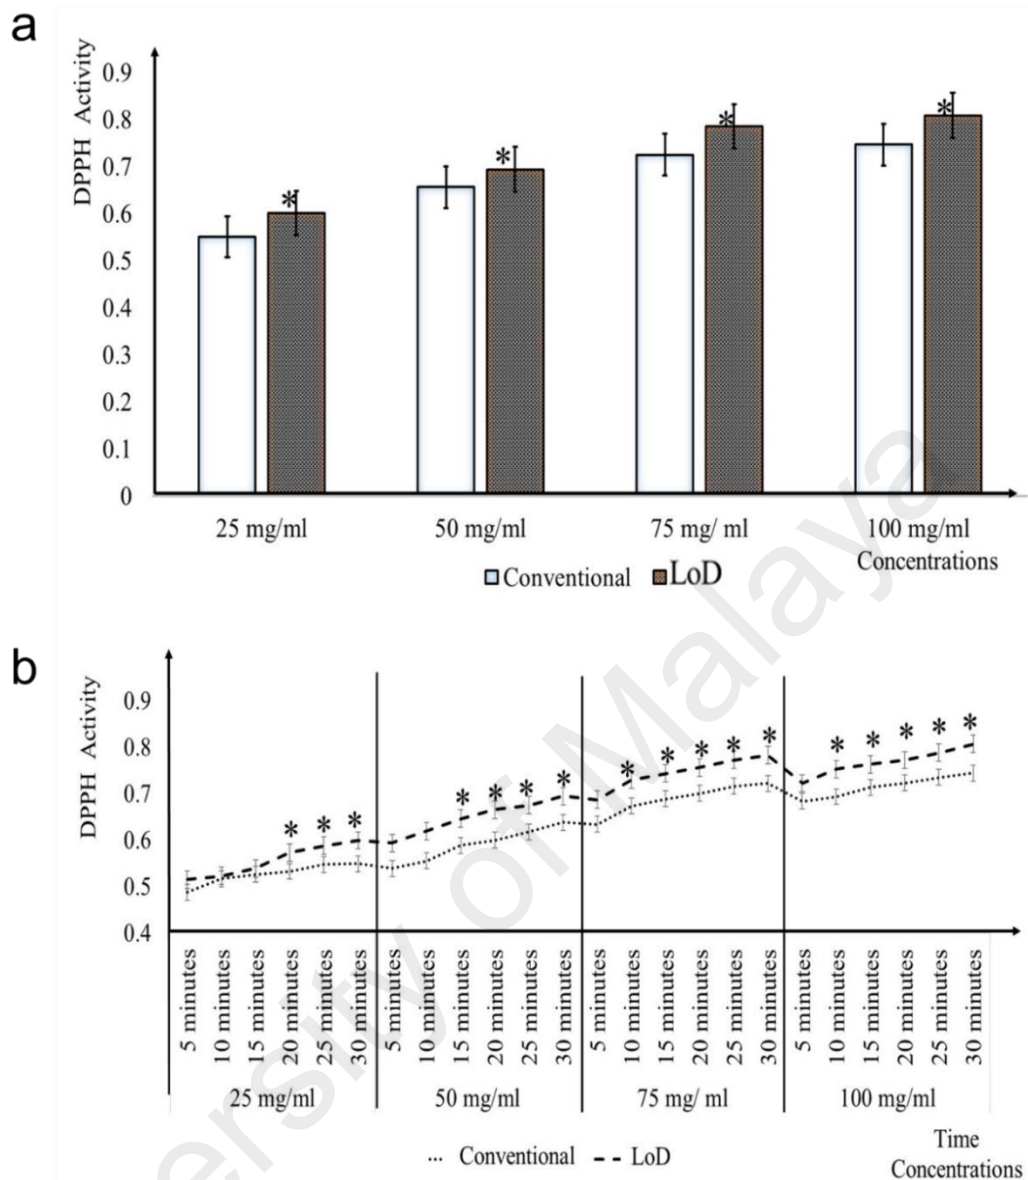 a
DPPH Activity
0.9
0.8
0.7
0.6
0.5
0.4
0.3
0.2
0.1
0
* * * *
25 mg/ml 50 mg/ml 75 mg/ ml 100 mg/ml
Concentrations
Conventional LoD
b
DPPH Activity
0.9
0.8
0.7
0.6
0.5
0.4
* * * * * * * * * * * * * * * * *
5 minutes
10 minutes
15 minutes
20 minutes
25 minutes
30 minutes
5 minutes
10 minutes
15 minutes
20 minutes
25 minutes
30 minutes
5 minutes
10 minutes
15 minutes
20 minutes
25 minutes
30 minutes
5 minutes
10 minutes
15 minutes
20 minutes
25 minutes
30 minutes
25 mg/ml 50 mg/ml 75 mg/ ml 100 mg/ml
Conventional LoD
Time
Concentrations
ersity of Malaya